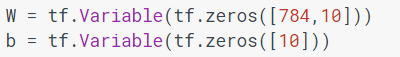 W = tf.Variable(tf.zeros([784,10]))
b = tf.Variable(tf.zeros([10]))